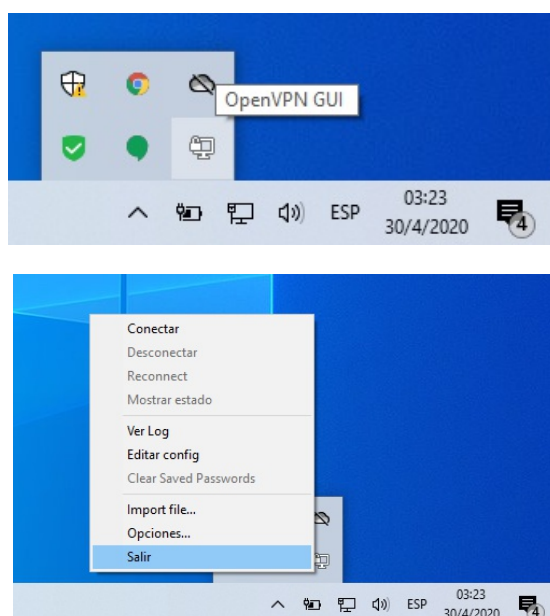 OpenVPN GUI
ESP
03:23
30/4/2020
4
Conectar
Desconectar
Reconnect
Mostrar estado
Ver Log
Editar config
Clear Saved Passwords
Import file...
Opciones...
Salir
ESP
03:23
30/4/2020
4